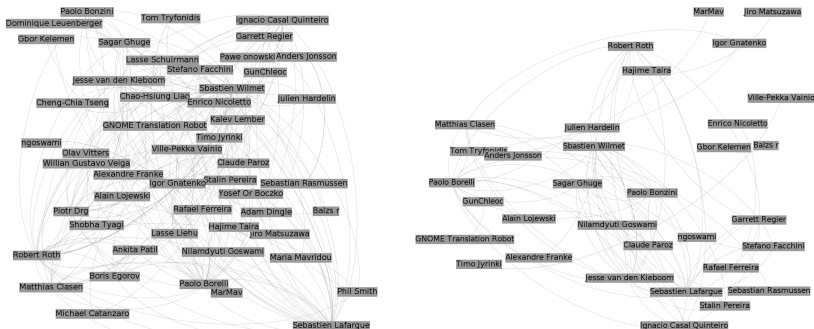 Paolo Bonzini
Dominique Leuenberger
Tom Tryfonidis
Ignacio Casal Quinteiro
Gbor Kelemen
Sagar Ghuge
Garrett Regier
Lasse Schuirmann
Pawe onowski
Anders Jonsson
Stefano Facchini
GunChleoc
Jesse van den Kieboom
Sbastien Wilmet
Cheng-Chia Tseng
Chao-Hsiung Liao
Enrico Nicoletto
Julien Hardelin
Kalev Lember
GNOME Translation Robot
Timo Jyrinki
ngoswami
Ville-Pekka Vainio
Olav Vitters
Willian Gustavo Veiga
Claude Paroz
Alexandre Franke
Stalin Pereira
Igor Gnatenko
Sebastian Rasmussen
Alain Lojewski
Yosef Or Boczko
Piotr Drg
Rafael Ferreira
Adam Dingle
Balzs r
Shobha Tyagi
Hajime Taira
Lasse Liehu
Jiro Matsuzawa
Ankita Patil
Nilamdyuti Goswami
Robert Roth
Maria Mavridou
Boris Egorov
Matthias Clasen
Paolo Borelli
MarMav
Phil Smith
Michael Catanzaro
Sebastien Lafargue
MarMav
Jiro Matsuzawa
Robert Roth
Igor Gnatenko
Hajime Taira
Ville-Pekka Vainio
Matthias Clasen
Julien Hardelin
Enrico Nicoletto
Sbastien Wilmet
Gbor Kelemen
Balzs r
Tom Tryfonidis
Anders Jonsson
Paolo Borelli
Sagar Ghuge
Paolo Bonzini
GunChleoc
Alain Lojewski
Nilamdyuti Goswami
Garrett Regier
GNOME Translation Robot
ngoswami
Claude Paroz
Stefano Facchini
Timo Jyrinki
Alexandre Franke
Rafael Ferreira
Jesse van den Kieboom
Sebastien Lafargue
Sebastian Rasmussen
Stalin Pereira
Ignacio Casal Quinteiro